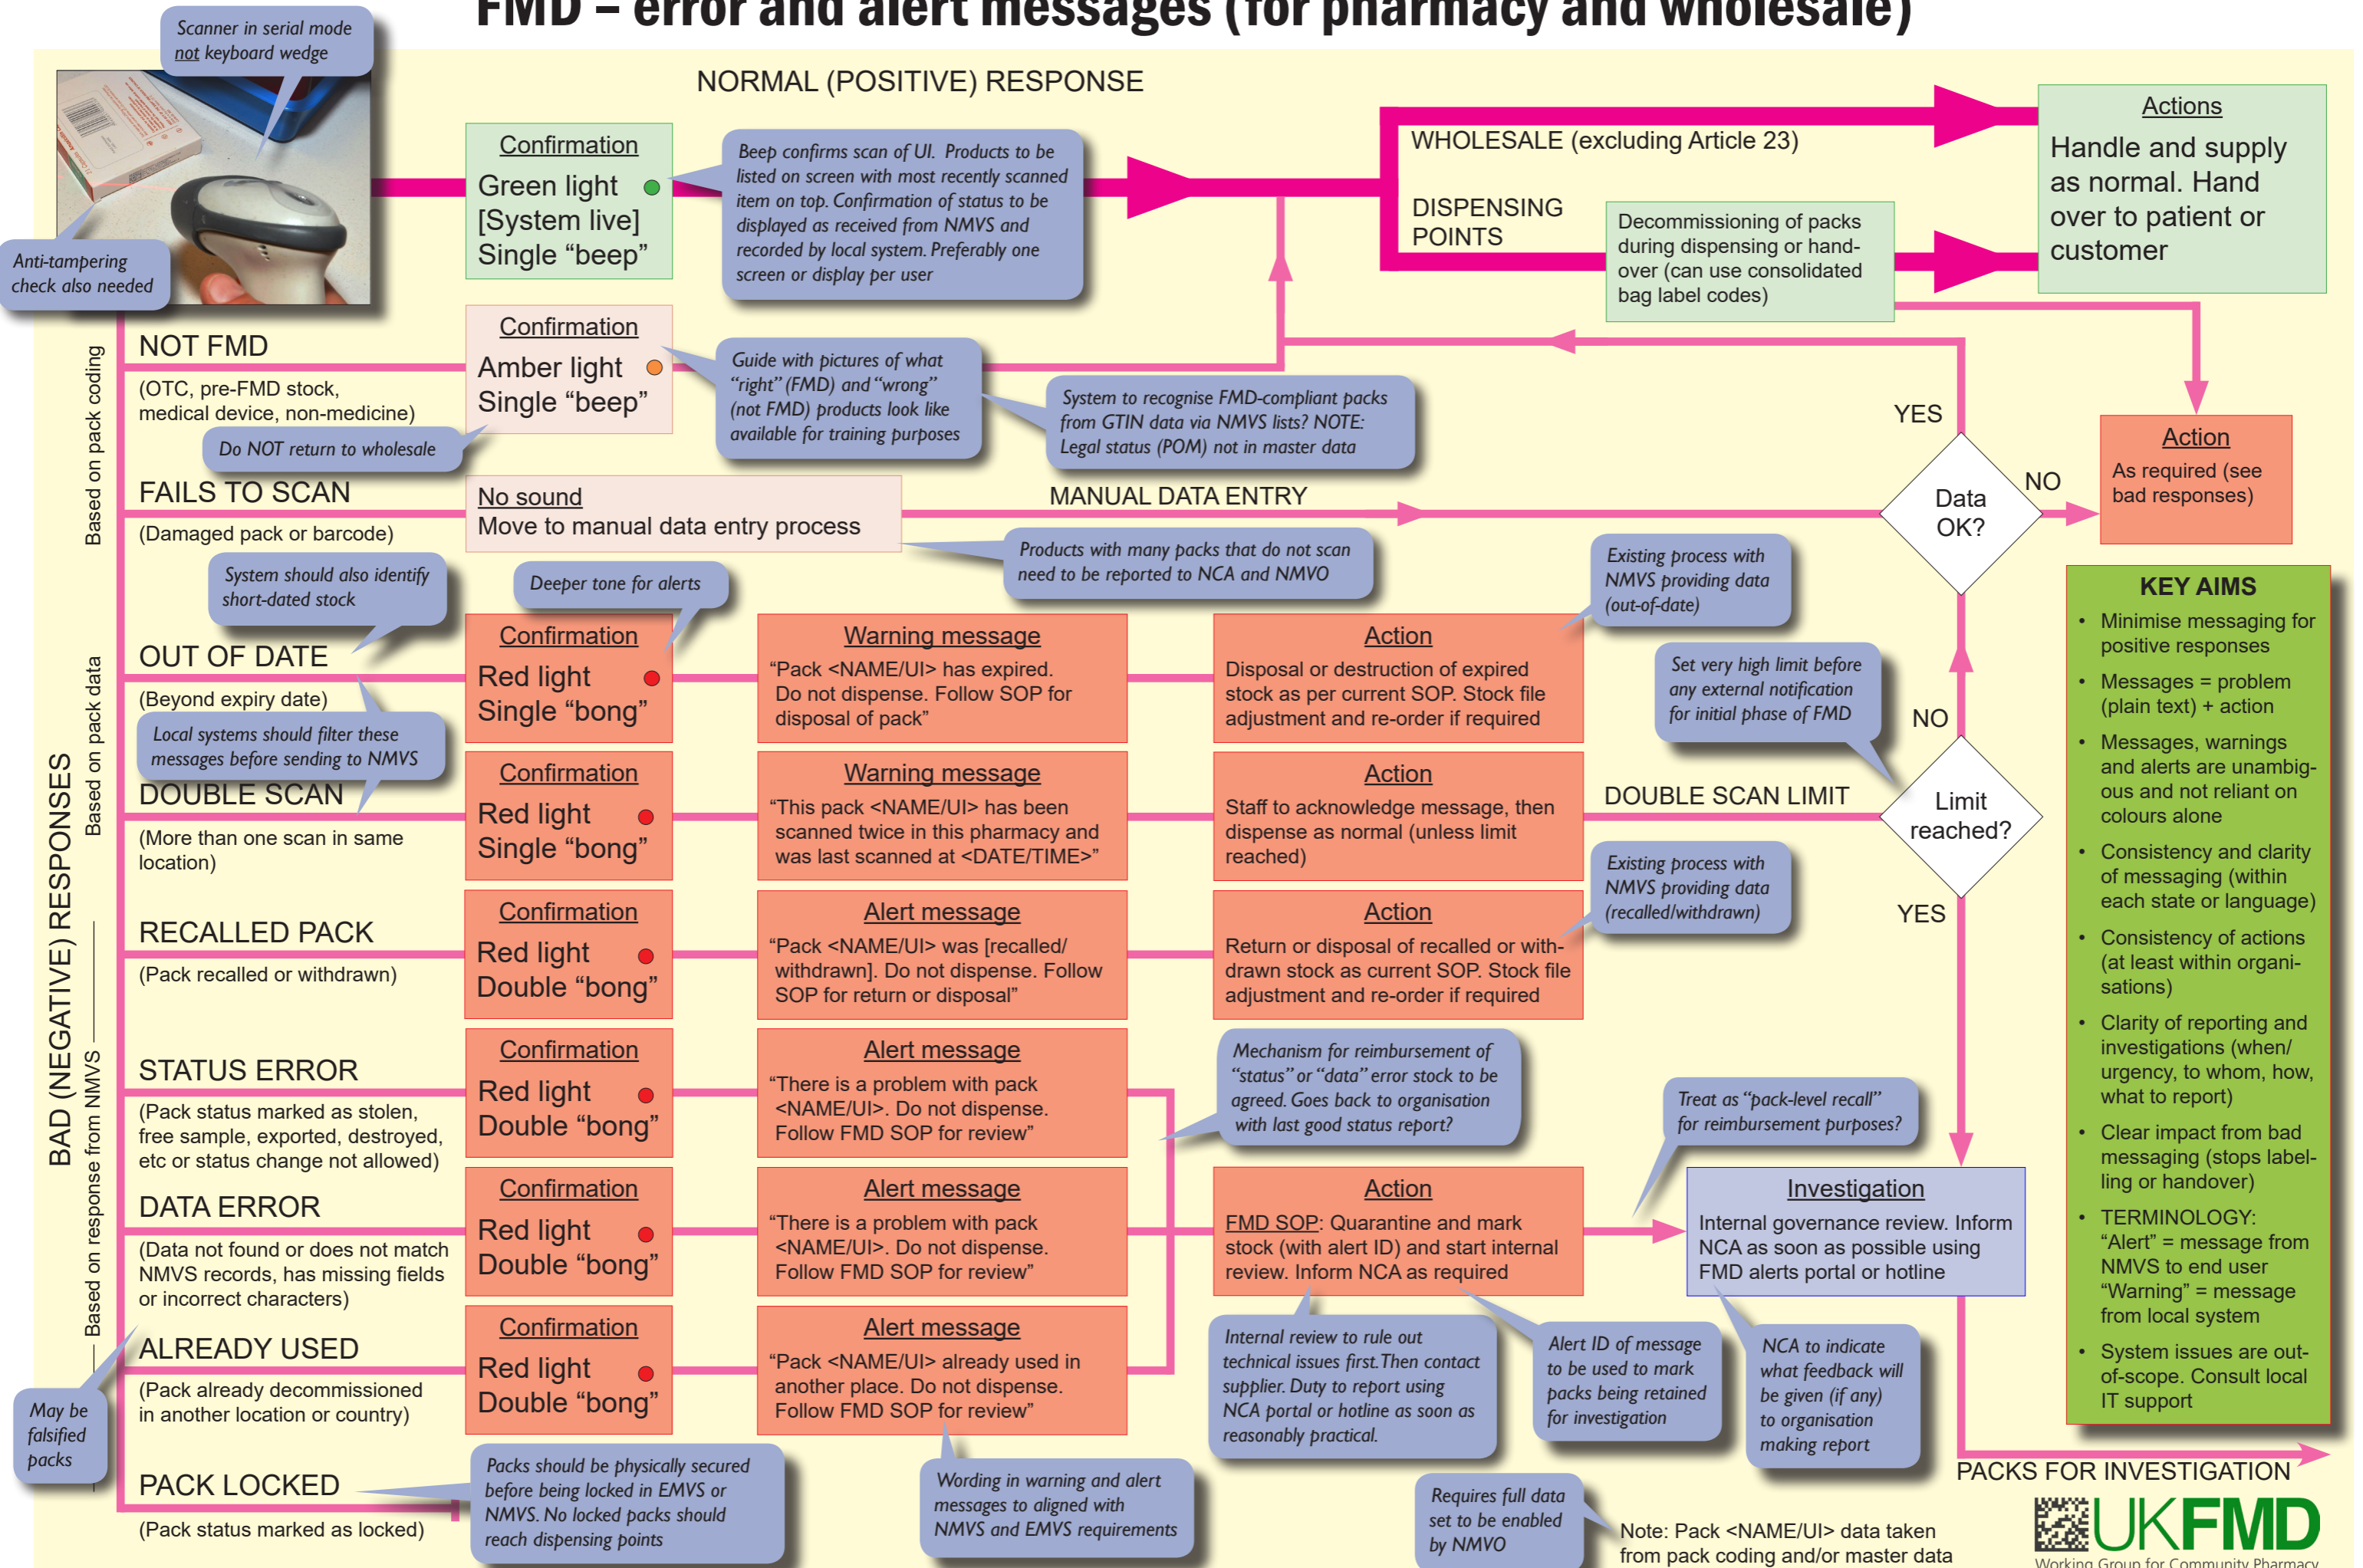 FMD – error and alert messages (for pharmacy and wholesale)
Scanner in serial mode
not keyboard wedge
Anti-tampering
check also needed
NORMAL (POSITIVE) RESPONSE
Confirmation
Green light
[System live]
Single “beep”
Beep confirms scan of UI. Products to be
listed on screen with most recently scanned
item on top. Confirmation of status to be
displayed as received from NMVS and
recorded by local system. Preferably one
screen or display per user
WHOLESALE (excluding Article 23)
DISPENSING
POINTS
Decommissioning of packs
during dispensing or hand-
over (can use consolidated
bag label codes)
Actions
Handle and supply
as normal. Hand
over to patient or
customer
BAD (NEGATIVE) RESPONSES
Based on pack coding
NOT FMD
(OTC, pre-FMD stock,
medical device, non-medicine)
Do NOT return to wholesale
Confirmation
Amber light
Single “beep”
Guide with pictures of what
“right” (FMD) and “wrong”
(not FMD) products look like
available for training purposes
System to recognise FMD-compliant packs
from GTIN data via NMVS lists? NOTE:
Legal status (POM) not in master data
FAILS TO SCAN
(Damaged pack or barcode)
No sound
Move to manual data entry process
MANUAL DATA ENTRY
Products with many packs that do not scan
need to be reported to NCA and NMVO
YES
Data
OK?
NO
Action
As required (see
bad responses)
Based on pack data
System should also identify
short-dated stock
Deeper tone for alerts
OUT OF DATE
(Beyond expiry date)
Confirmation
Red light
Single “bong”
Warning message
“Pack <NAME/UI> has expired.
Do not dispense. Follow SOP for
disposal of pack”
Action
Disposal or destruction of expired
stock as per current SOP. Stock file
adjustment and re-order if required
Existing process with
NMVS providing data
(out-of-date)
Local systems should filter these
messages before sending to NMVS
DOUBLE SCAN
(More than one scan in same
location)
Confirmation
Red light
Single “bong”
Warning message
“This pack <NAME/UI> has been
scanned twice in this pharmacy and
was last scanned at <DATE/TIME>”
Action
Staff to acknowledge message, then
dispense as normal (unless limit
reached)
DOUBLE SCAN LIMIT
Set very high limit before
any external notification
for initial phase of FMD
NO
Limit
reached?
YES
Based on response from NMVS
RECALLED PACK
(Pack recalled or withdrawn)
Confirmation
Red light
Double “bong”
Alert message
“Pack <NAME/UI> was [recalled/
withdrawn]. Do not dispense. Follow
SOP for return or disposal”
Action
Return or disposal of recalled or with-
drawn stock as current SOP. Stock file
adjustment and re-order if required
Existing process with
NMVS providing data
(recalled/withdrawn)
STATUS ERROR
(Pack status marked as stolen,
free sample, exported, destroyed,
etc or status change not allowed)
Confirmation
Red light
Double “bong”
Alert message
“There is a problem with pack
<NAME/UI>. Do not dispense.
Follow FMD SOP for review”
Mechanism for reimbursement of
“status” or “data” error stock to be
agreed. Goes back to organisation
with last good status report?
Treat as “pack-level recall”
for reimbursement purposes?
DATA ERROR
(Data not found or does not match
NMVS records, has missing fields
or incorrect characters)
Confirmation
Red light
Double “bong”
Alert message
“There is a problem with pack
<NAME/UI>. Do not dispense.
Follow FMD SOP for review”
Action
FMD SOP: Quarantine and mark
stock (with alert ID) and start internal
review. Inform NCA as required
Investigation
Internal governance review. Inform
NCA as soon as possible using
FMD alerts portal or hotline
ALREADY USED
(Pack already decommissioned
in another location or country)
May be
falsified
packs
Confirmation
Red light
Double “bong”
Alert message
“Pack <NAME/UI> already used in
another place. Do not dispense.
Follow FMD SOP for review”
Internal review to rule out
technical issues first. Then contact
supplier. Duty to report using
NCA portal or hotline as soon as
reasonably practical.
Alert ID of message
to be used to mark
packs being retained
for investigation
NCA to indicate
what feedback will
be given (if any)
to organisation
making report
PACK LOCKED
(Pack status marked as locked)
Packs should be physically secured
before being locked in EMVS or
NMVS. No locked packs should
reach dispensing points
Wording in warning and alert
messages to aligned with
NMVS and EMVS requirements
Requires full data
set to be enabled
by NMVO
Note: Pack <NAME/UI> data taken
from pack coding and/or master data
KEY AIMS
• Minimise messaging for
positive responses
• Messages = problem
(plain text) + action
• Messages, warnings
and alerts are unambig-
ous and not reliant on
colours alone
• Consistency and clarity
of messaging (within
each state or language)
• Consistency of actions
(at least within organi-
sations)
• Clarity of reporting and
investigations (when/
urgency, to whom, how,
what to report)
• Clear impact from bad
messaging (stops label-
ling or handover)
• TERMINOLOGY:
“Alert” = message from
NMVS to end user
“Warning” = message
from local system
• System issues are out-
of-scope. Consult local
IT support
PACKS FOR INVESTIGATION
UKFMD
Working Group for Community Pharmacy